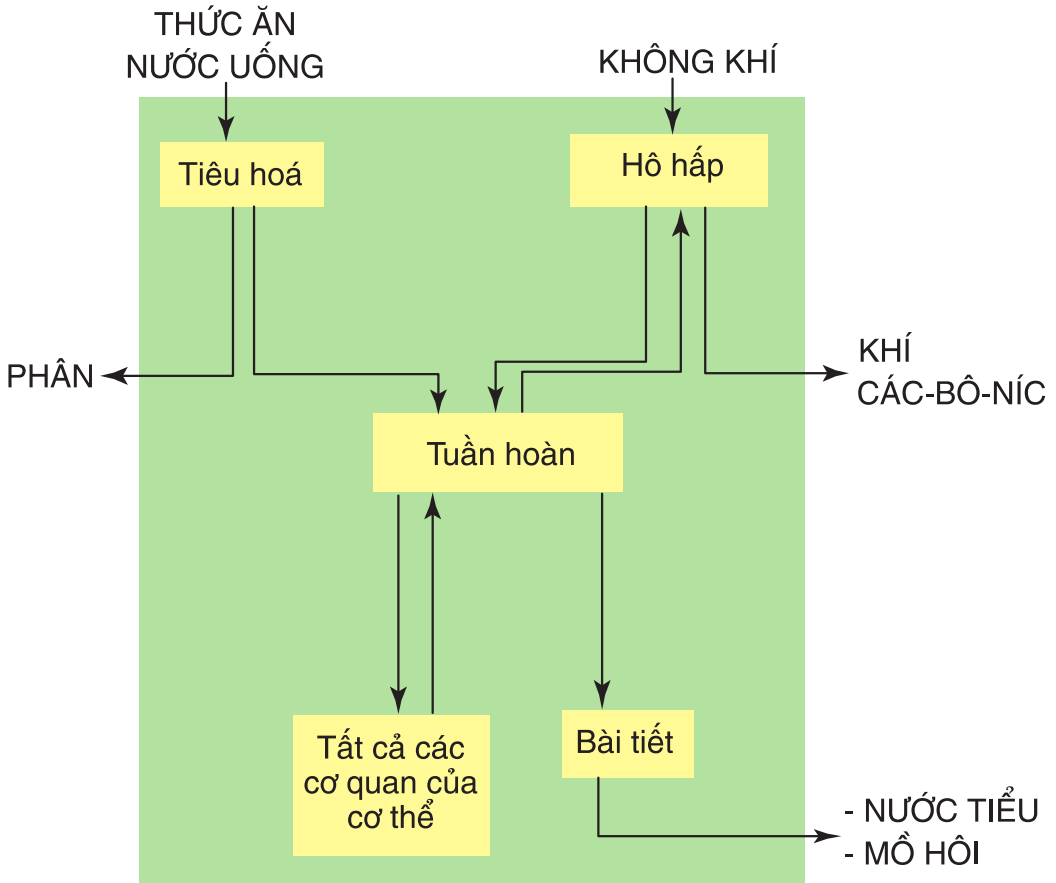 THỨC ĂN
NƯỚC UỐNG
KHÔNG KHÍ
Tiêu hoá
Hô hấp
PHÂN
KHÍ
CÁC-BÔ-NÍC
Tuần hoàn
Tất cả các
cơ quan của
cơ thể
Bài tiết
- NƯỚC TIỂU
- MỒ HÔI